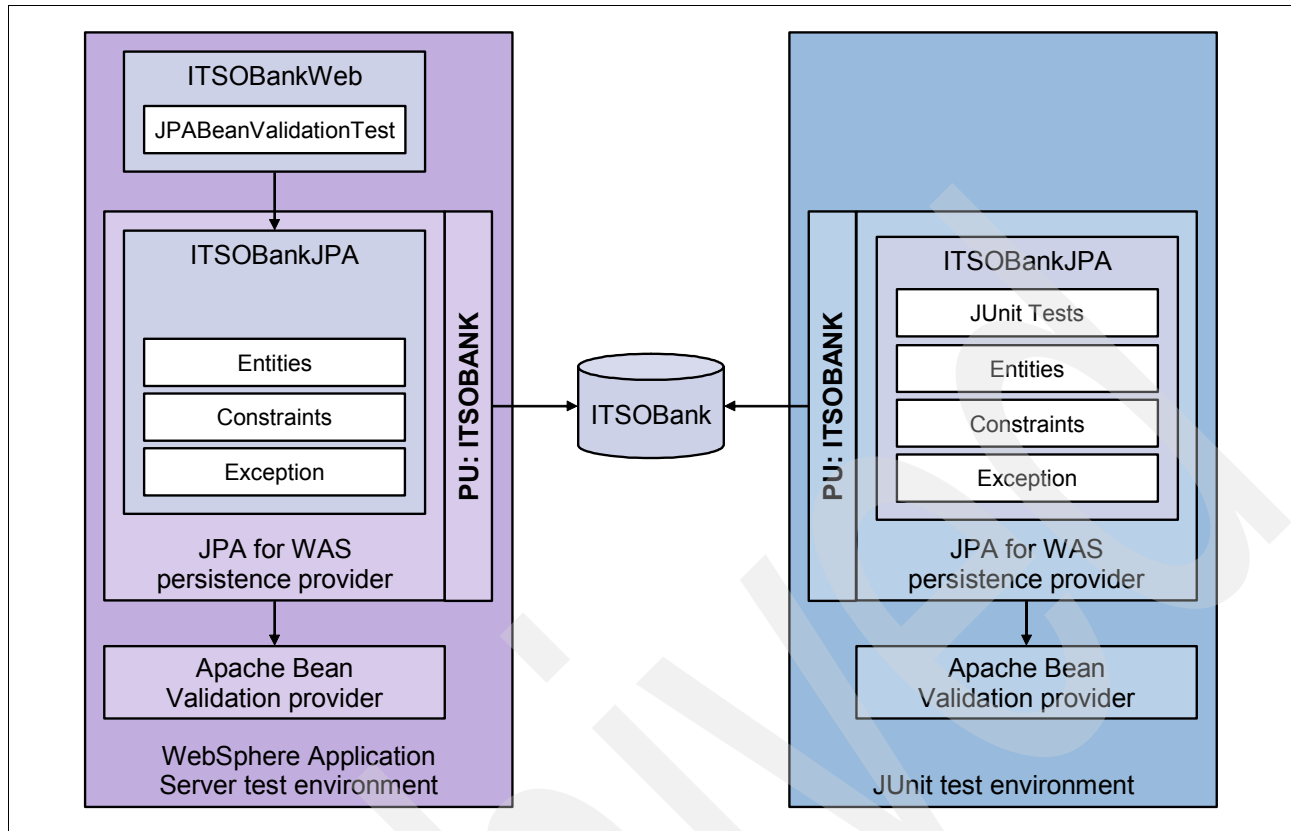 ITSOBankWeb
JPABeanValidationTest
ITSOBankJPA
Entities
Constraints
Exception
JPA for WAS
persistence provider
PU: ITSOBANK
Apache Bean
Validation provider
WebSphere Application
Server test environment
ITSOBank
PU: ITSOBANK
ITSOBankJPA
JUnit Tests
Entities
Constraints
Exception
JPA for WAS
persistence provider
Apache Bean
Validation provider
JUnit test environment